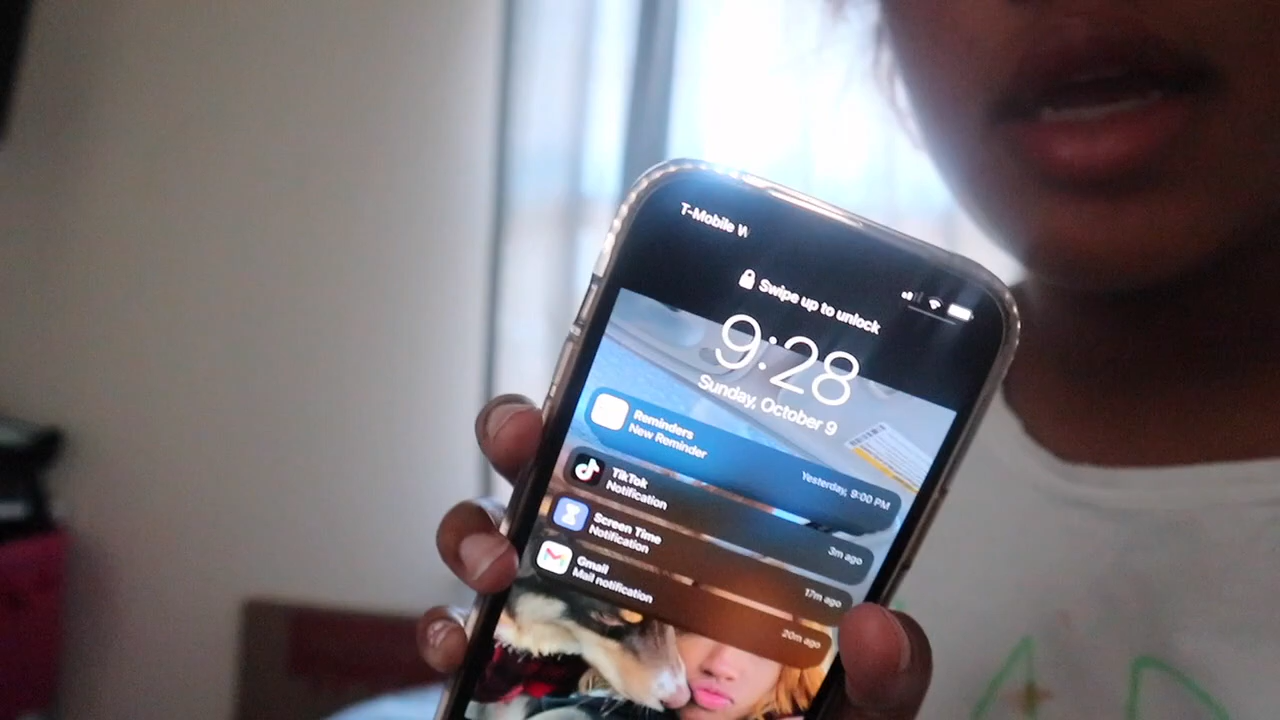 T-Mobile W
Swipe up to unlock
9:28
Sunday, October 9
Reminders
New Reminder
Yesterday, 9:00 PM
TikTok
Notification
3m ago
Screen Time
Notification
17m ago
Gmail
Mail notification
20m ago